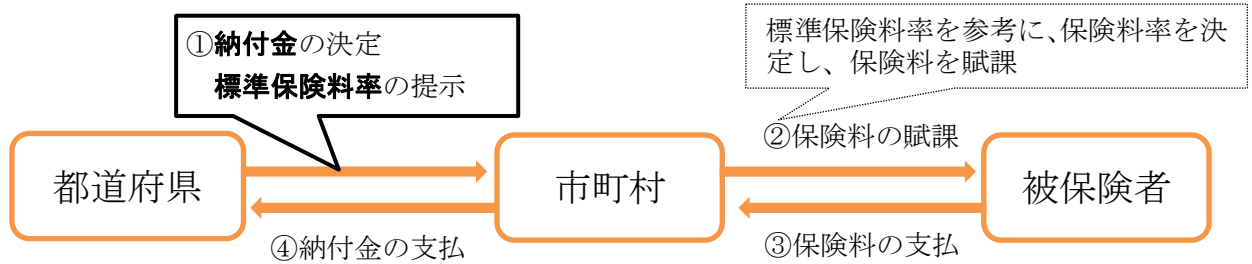 ①納付金の決定
標準保険料率の提示
標準保険料率を参考に、保険料率を決
定し、保険料を賦課
②保険料の賦課
都道府県
市町村
被保険者
④納付金の支払
③保険料の支払